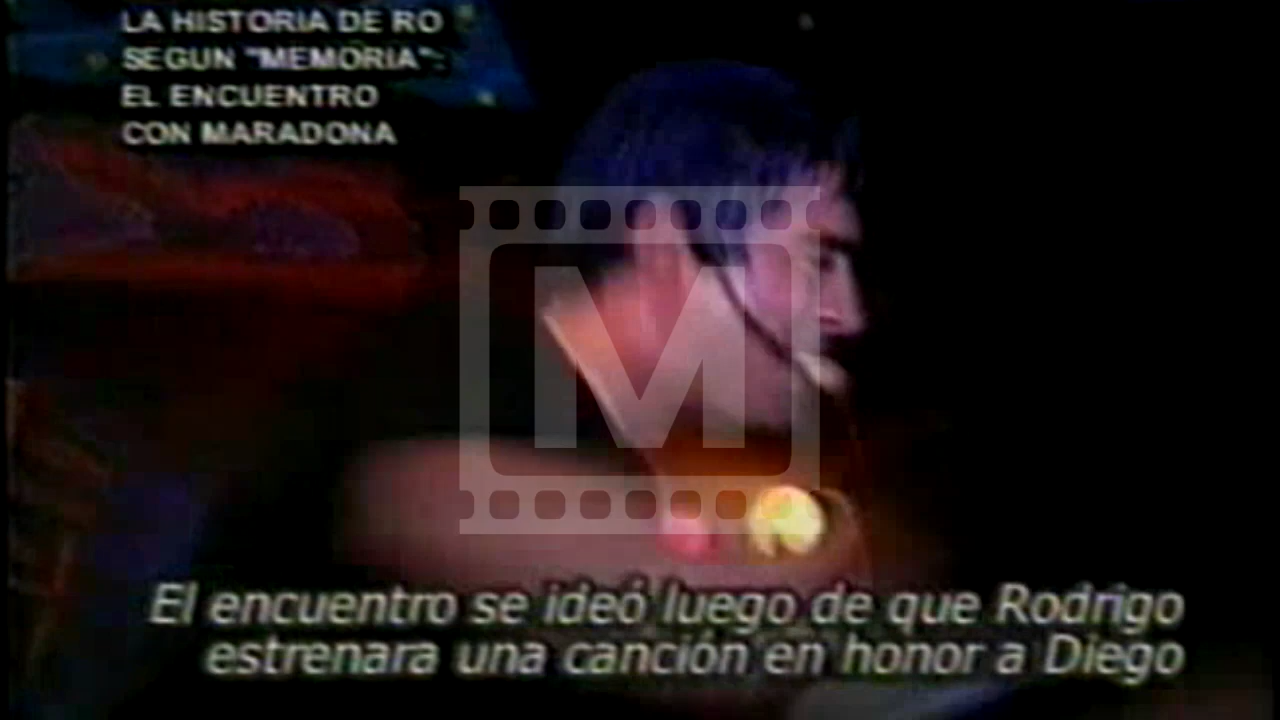 LA HISTORIA DE RO
SEGUN "MEMORIA":
EL ENCUENTRO
CON MARADONA
M
El encuentro se ideó luego de que Rodrigo
estrenara una canción en honor a Diego